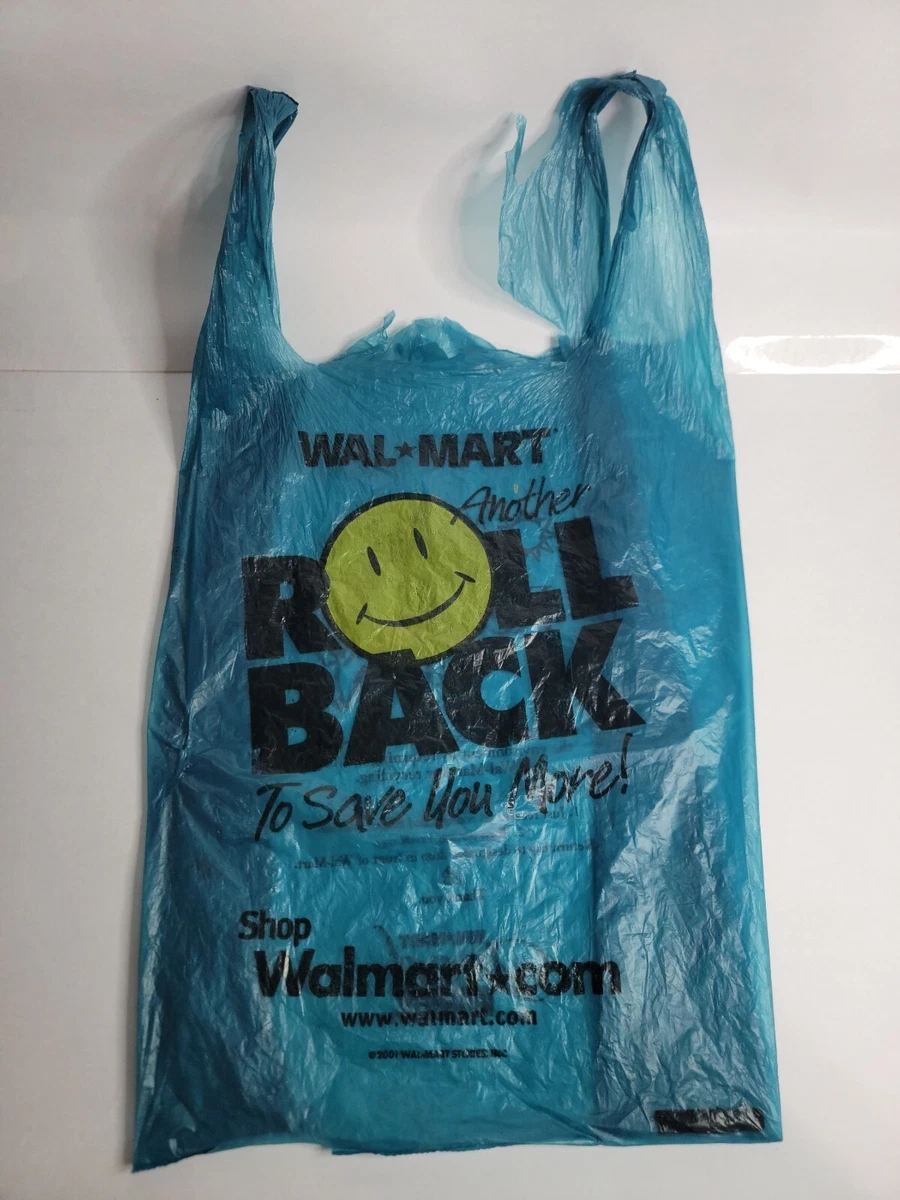 WAL★MART
Another
ROLL
BACK
To Save You More!
Shop
Walmart★com
www.walmart.com
©2001 WAL-MART STORES, INC.